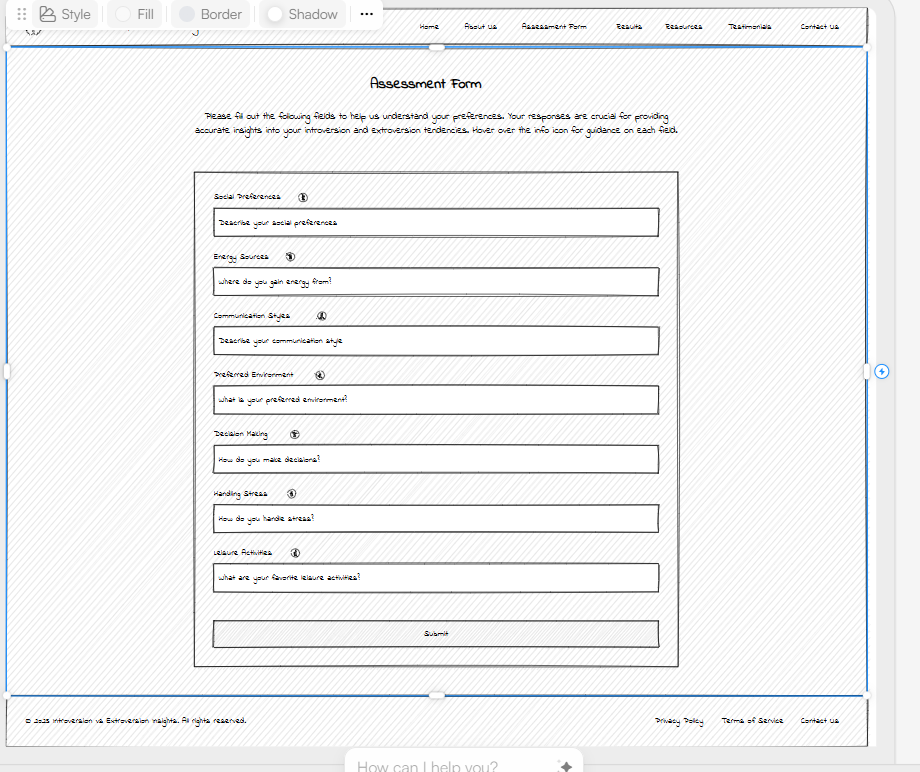 Style Fill Border Shadow
Home About Us Assessment Form Results Resources Testimonials Contact Us
Assessment Form
Please fill out the following fields to help us understand your preferences. Your responses are crucial for providing
accurate insights into your introversion and extroversion tendencies. Hover over the info icon for guidance on each field.
Social Preferences
Describe your social preferences
Energy Sources
Where do you gain energy from?
Communication Styles
Describe your communication style
Preferred Environment
What is your preferred environment?
Decision Making
How do you make decisions?
Handling Stress
How do you handle stress?
Leisure Activities
What are your favorite leisure activities?
Submit
© 2023 Introversion vs Extroversion Insights. All rights reserved. Privacy Policy Terms of Service Contact Us
How can I help you?